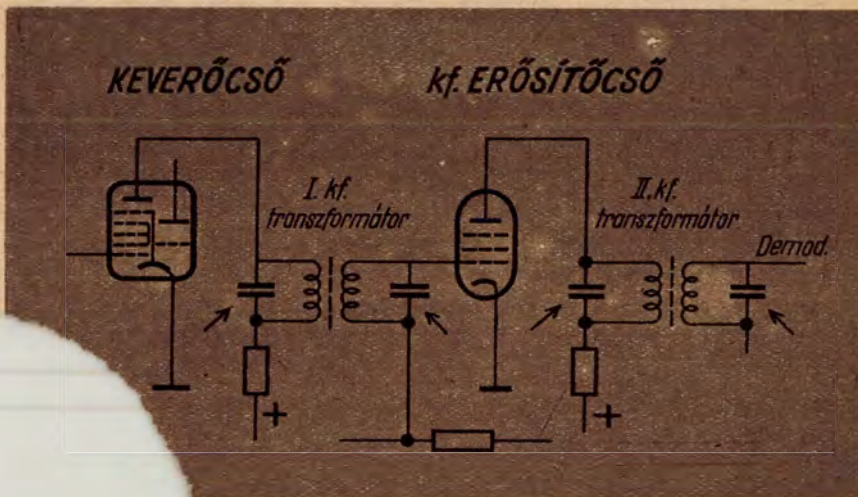 KEVERŐCSŐ
kf. ERŐSÍTŐCSŐ
I. kf.
transzformátor
II. kf.
transzformátor
Demod.
+
+